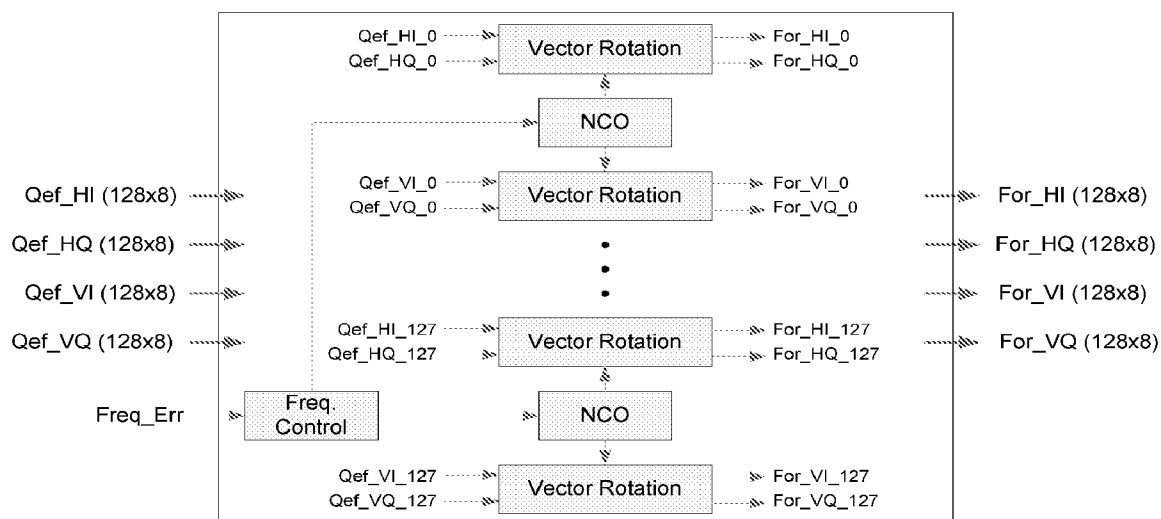 Qef_HI_0
Qef_HQ_0
Vector Rotation
For_HI_0
For_HQ_0
NCO
Qef_VI_0
Qef_VQ_0
Vector Rotation
For_VI_0
For_VQ_0
Qef_HI (128x8)
Qef_HQ (128x8)
Qef_VI (128x8)
Qef_VQ (128x8)
For_HI (128x8)
For_HQ (128x8)
For_VI (128x8)
For_VQ (128x8)
Qef_HI_127
Qef_HQ_127
Vector Rotation
For_HI_127
For_HQ_127
Freq_Err
Freq.
Control
NCO
Qef_VI_127
Qef_VQ_127
Vector Rotation
For_VI_127
For_VQ_127